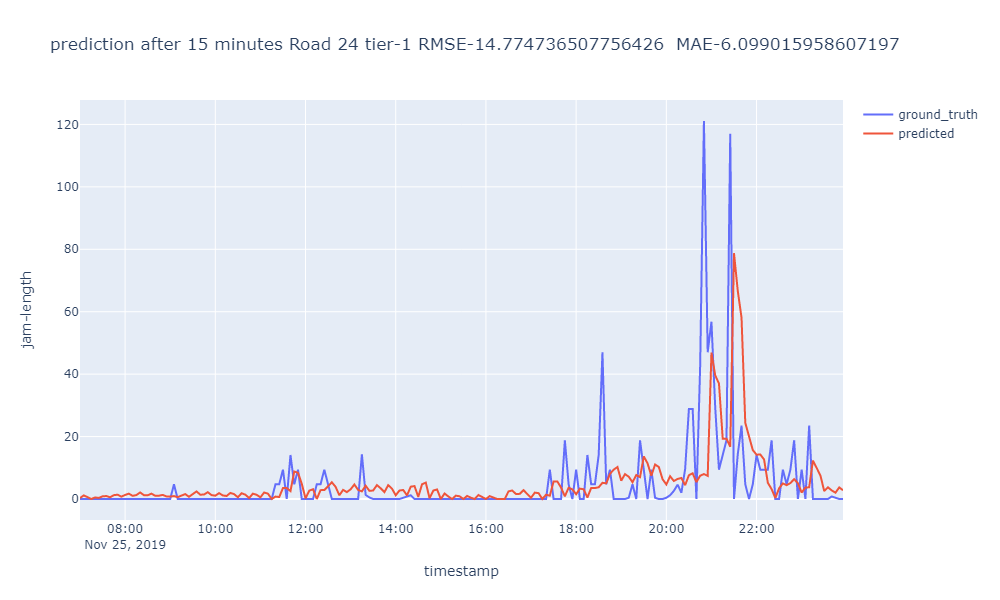 prediction after 15 minutes Road 24 tier-1 RMSE-14.774736507756426  MAE-6.099015958607197
ground_truth
predicted
120
100
80
60
40
20
0
jam-length
08:00 10:00 12:00 14:00 16:00 18:00 20:00 22:00
Nov 25, 2019
timestamp